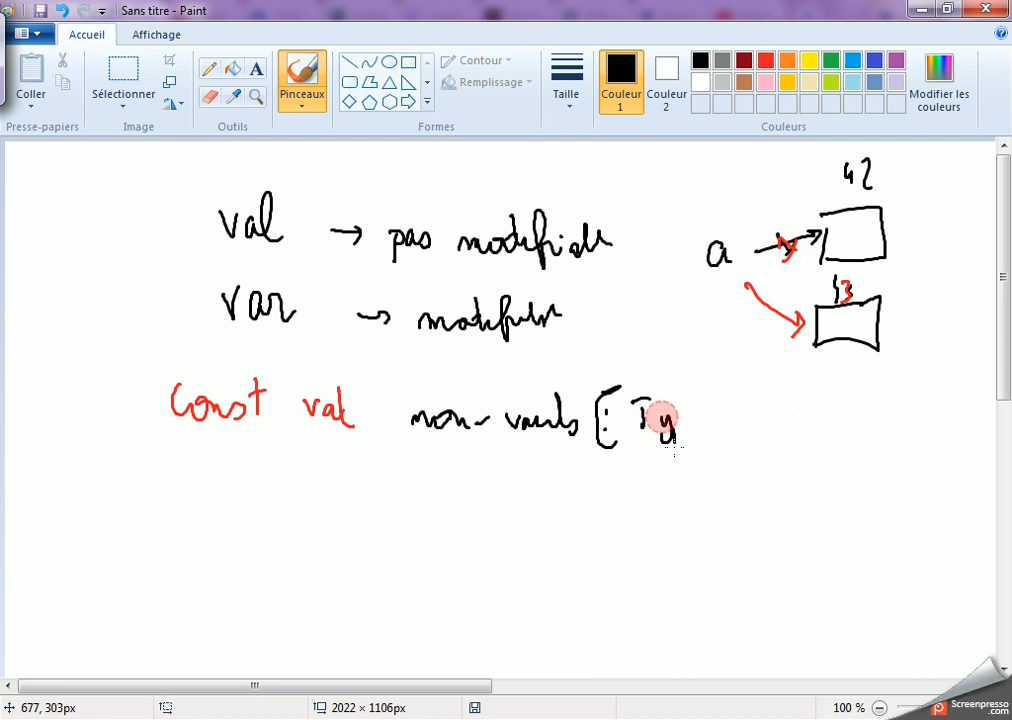 Sans titre - Paint
Accueil
Affichage
Coller
Sélectionner
Contour
Remplissage
Pinceaux
Taille
Couleur 1
Couleur 2
Modifier les couleurs
Presse-papiers
Image
Outils
Formes
Couleurs
42
val → pas modifiable
a
43
var → modifiable
const val [: Ty
677, 303px
2022 × 1106px
100 %
Screenpresso.com